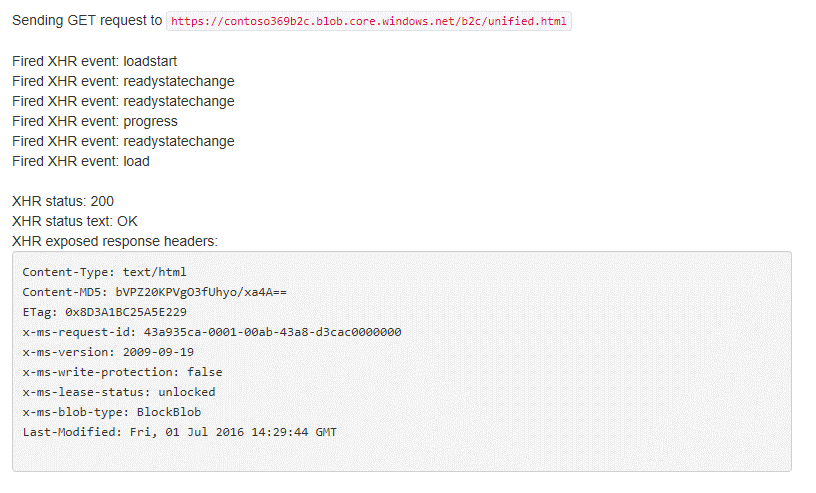 Sending GET request to https://contoso369b2c.blob.core.windows.net/b2c/unified.html
Fired XHR event: loadstart
Fired XHR event: readystatechange
Fired XHR event: readystatechange
Fired XHR event: progress
Fired XHR event: readystatechange
Fired XHR event: load
XHR status: 200
XHR status text: OK
XHR exposed response headers:
Content-Type: text/html
Content-MD5: bVPZ20KPVgO3fUhyo/xa4A==
ETag: 0x8D3A1BC25A5E229
x-ms-request-id: 43a935ca-0001-00ab-43a8-d3cac0000000
x-ms-version: 2009-09-19
x-ms-write-protection: false
x-ms-lease-status: unlocked
x-ms-blob-type: BlockBlob
Last-Modified: Fri, 01 Jul 2016 14:29:44 GMT